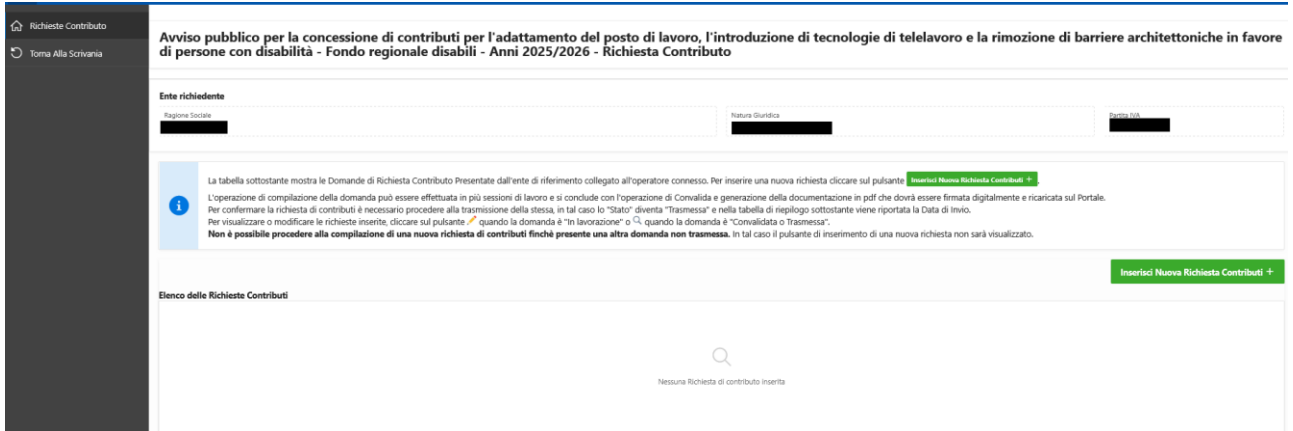 Richieste Contributo
Torna Alla Scrivania
Avviso pubblico per la concessione di contributi per l'adattamento del posto di lavoro, l'introduzione di tecnologie di telelavoro e la rimozione di barriere architettoniche in favore
di persone con disabilità - Fondo regionale disabili - Anni 2025/2026 - Richiesta Contributo
Ente richiedente
Ragione Sociale
Natura Giuridica
Partita IVA
La tabella sottostante mostra le Domande di Richiesta Contributo Presentate dall'ente di riferimento collegato all'operatore connesso. Per inserire una nuova richiesta cliccare sul pulsante Inserisci Nuova Richiesta Contributi + .
L'operazione di compilazione della domanda può essere effettuata in più sessioni di lavoro e si conclude con l'operazione di Convalida e generazione della documentazione in pdf che dovrà essere firmata digitalmente e ricaricata sul Portale.
Per confermare la richiesta di contributi è necessario procedere alla trasmissione della stessa, in tal caso lo "Stato" diventa "Trasmessa" e nella tabella di riepilogo sottostante viene riportata la Data di Invio.
Per visualizzare o modificare le richieste inserite, cliccare sul pulsante quando la domanda è "In lavorazione" o quando la domanda è "Convalidata o Trasmessa".
Non è possibile procedere alla compilazione di una nuova richiesta di contributi finchè presente una altra domanda non trasmessa. In tal caso il pulsante di inserimento di una nuova richiesta non sarà visualizzato.
Inserisci Nuova Richiesta Contributi +
Elenco delle Richieste Contributi
Nessuna Richiesta di contributo inserita